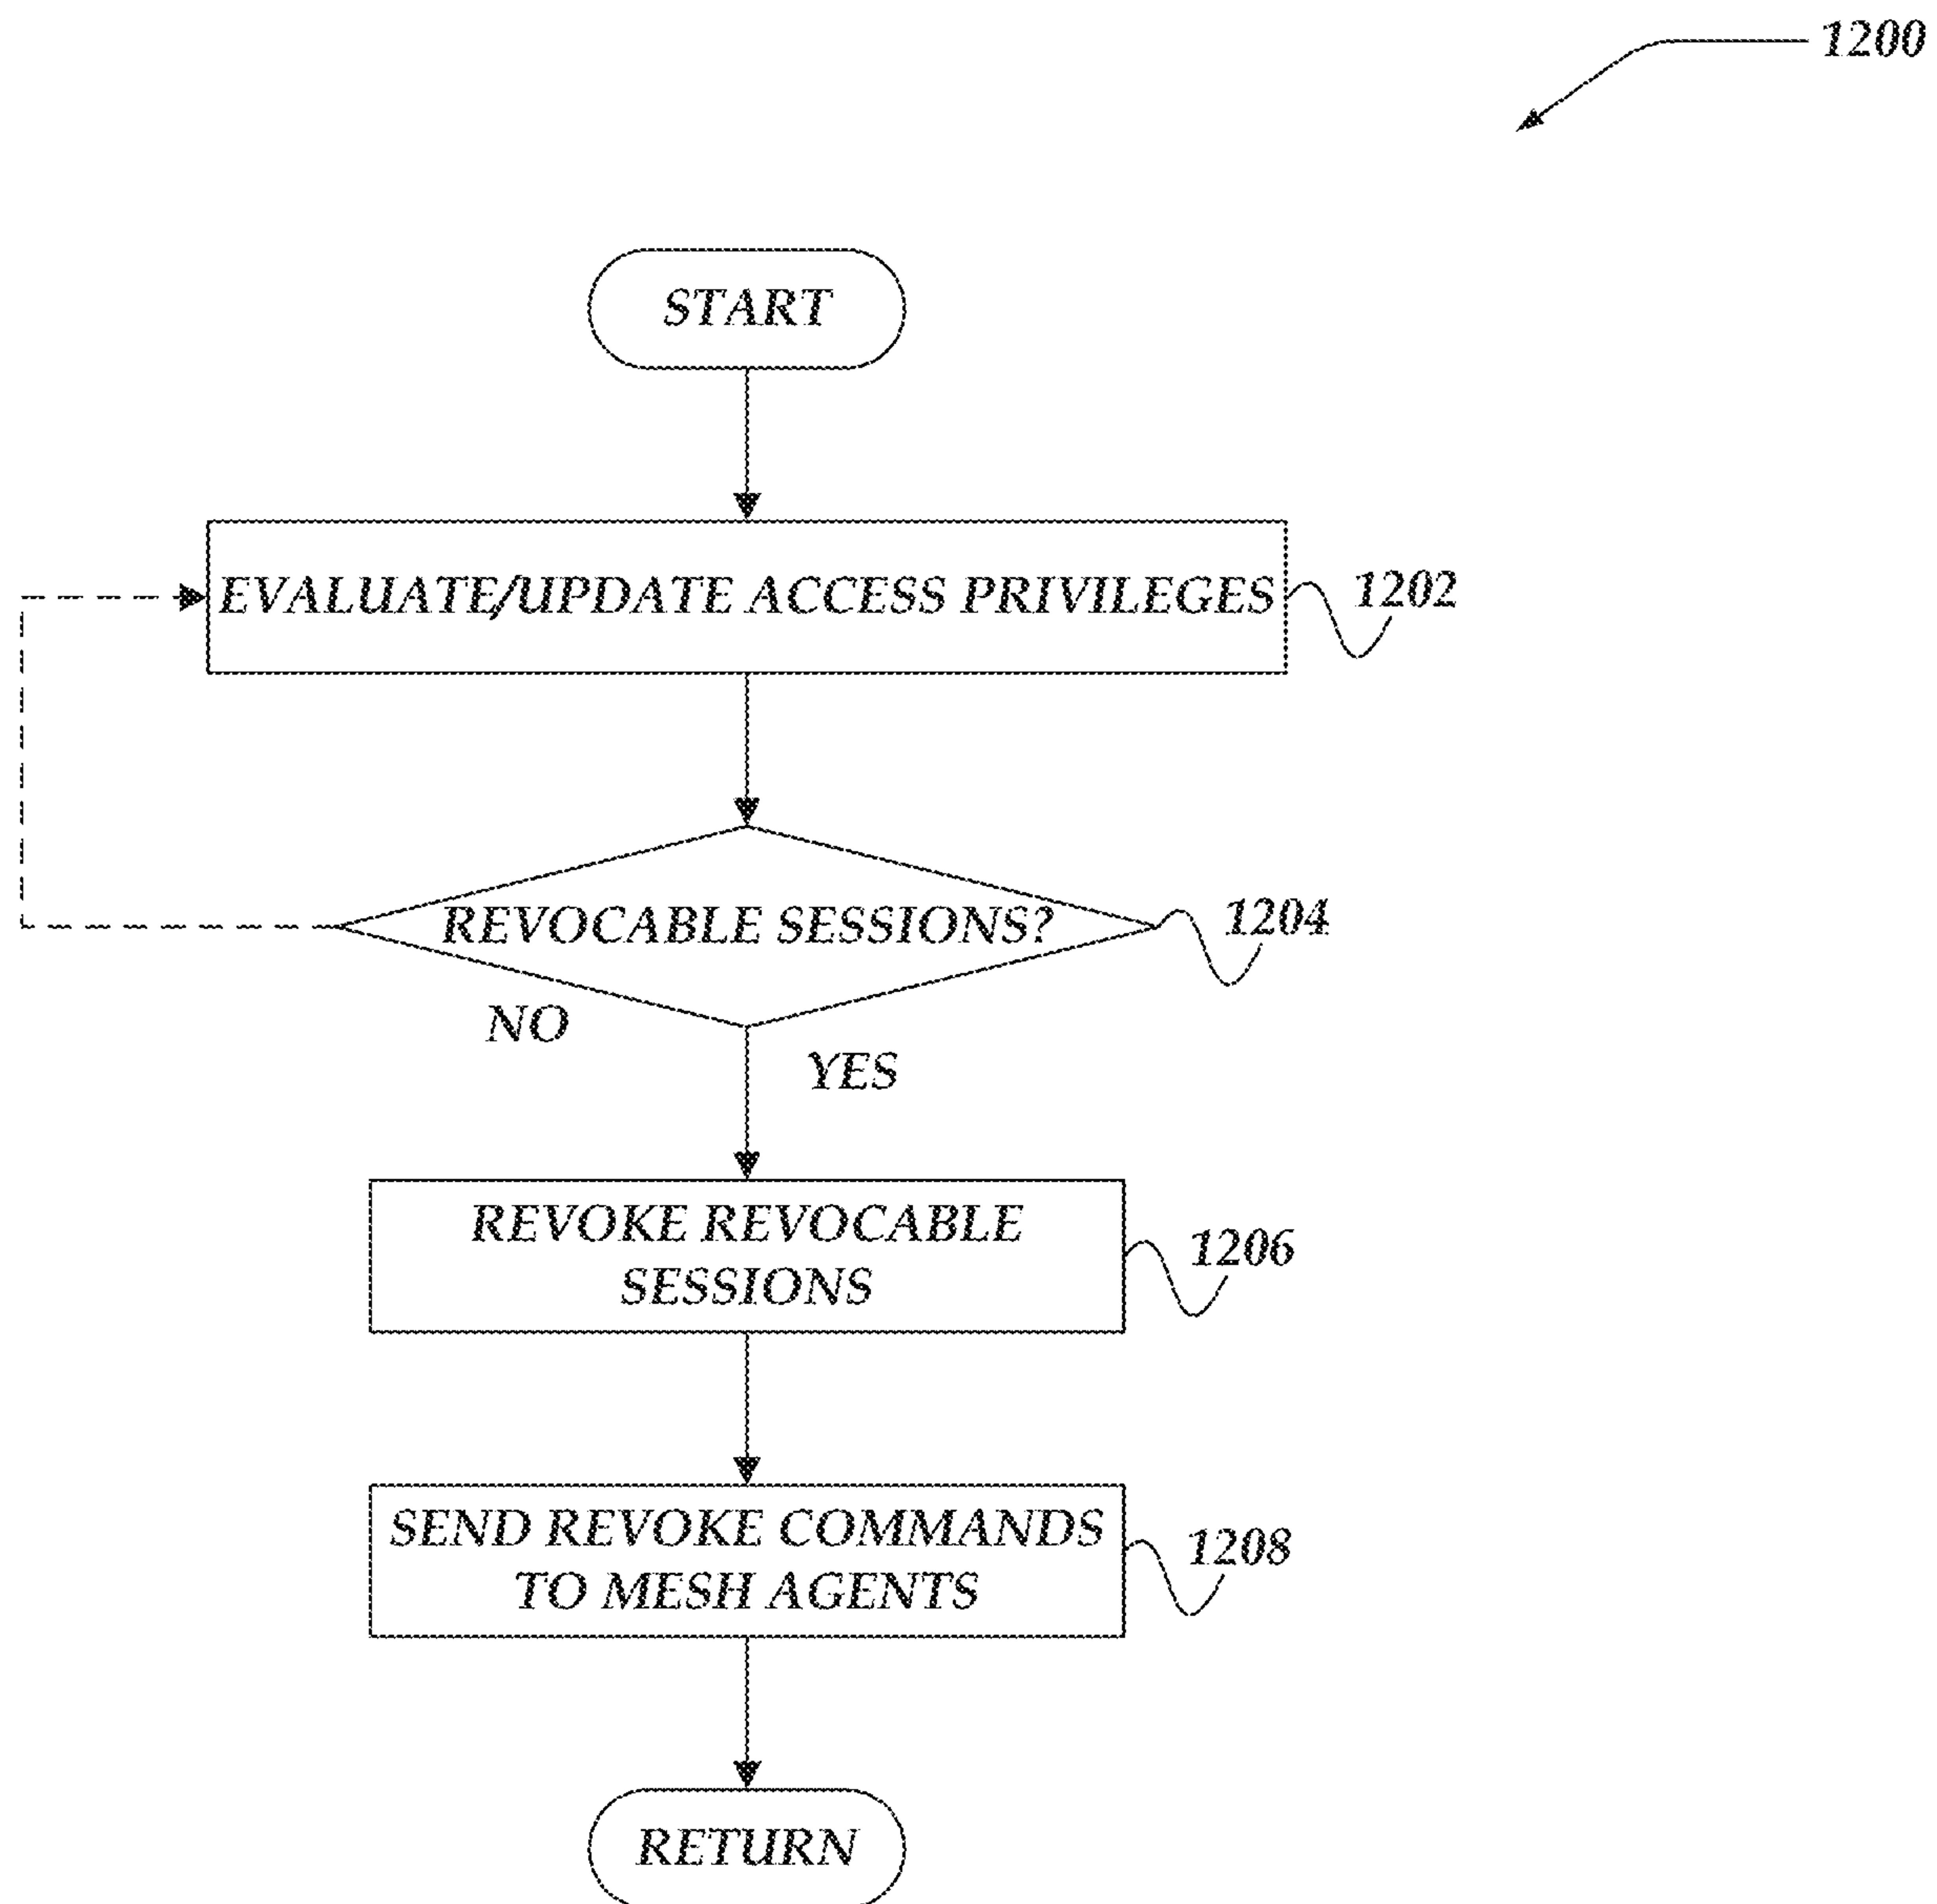 1200
START
EVALUATE/UPDATE ACCESS PRIVILEGES
1202
REVOCABLE SESSIONS?
1204
NO
YES
REVOKE REVOCABLE
SESSIONS
1206
SEND REVOKE COMMANDS
TO MESH AGENTS
1208
RETURN